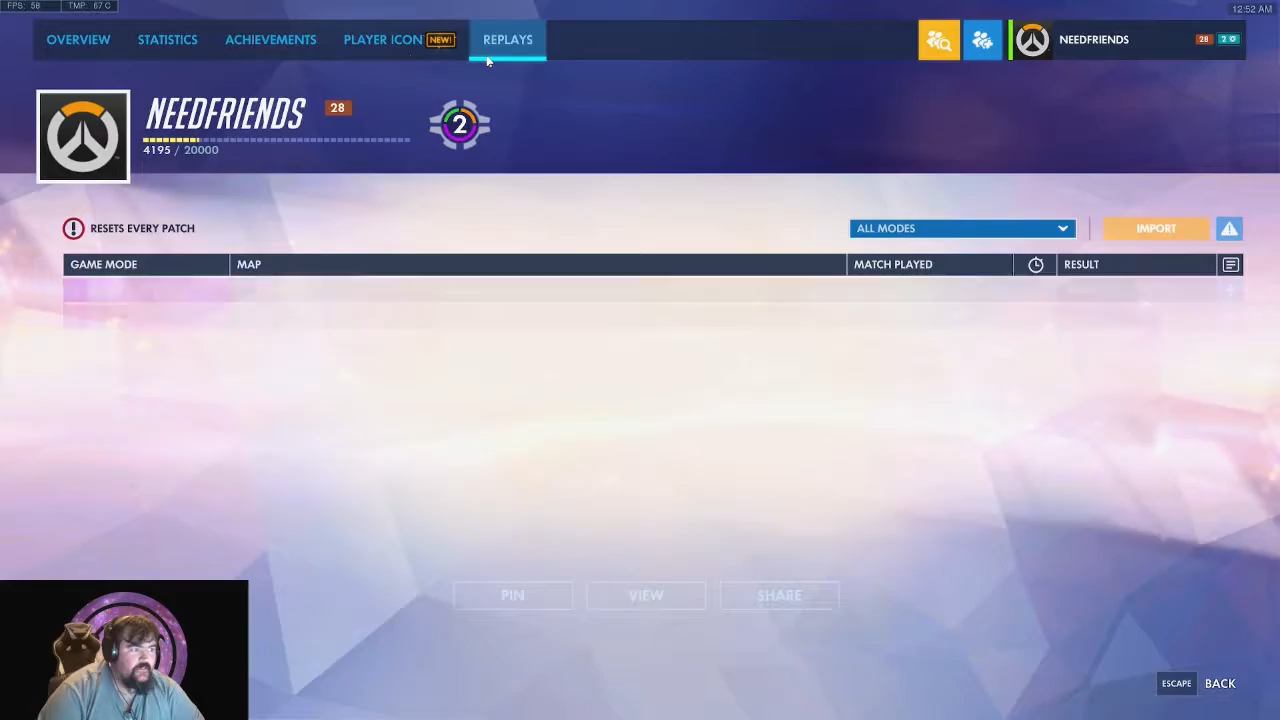 FPS: 58 TMP: 67 C
12:52 AM
OVERVIEW STATISTICS ACHIEVEMENTS PLAYER ICON NEW! REPLAYS NEEDFRIENDS 28 2
NEEDFRIENDS 28
2
4195 / 20000
RESETS EVERY PATCH ALL MODES IMPORT
GAME MODE MAP MATCH PLAYED RESULT
PIN VIEW SHARE
ESCAPE BACK